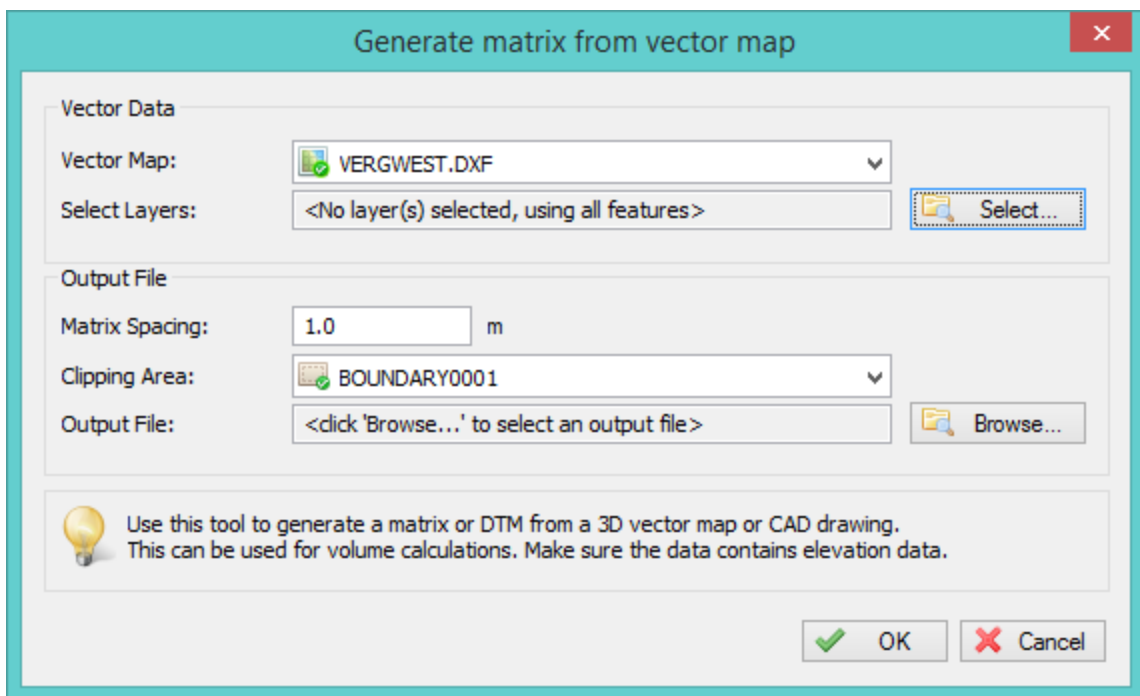 Generate matrix from vector map
Vector Data
Vector Map: VERGWEST.DXF
Select Layers: <No layer(s) selected, using all features> Select...
Output File
Matrix Spacing: 1.0 m
Clipping Area: BOUNDARY0001
Output File: <click 'Browse...' to select an output file> Browse...
Use this tool to generate a matrix or DTM from a 3D vector map or CAD drawing.
This can be used for volume calculations. Make sure the data contains elevation data.
OK Cancel